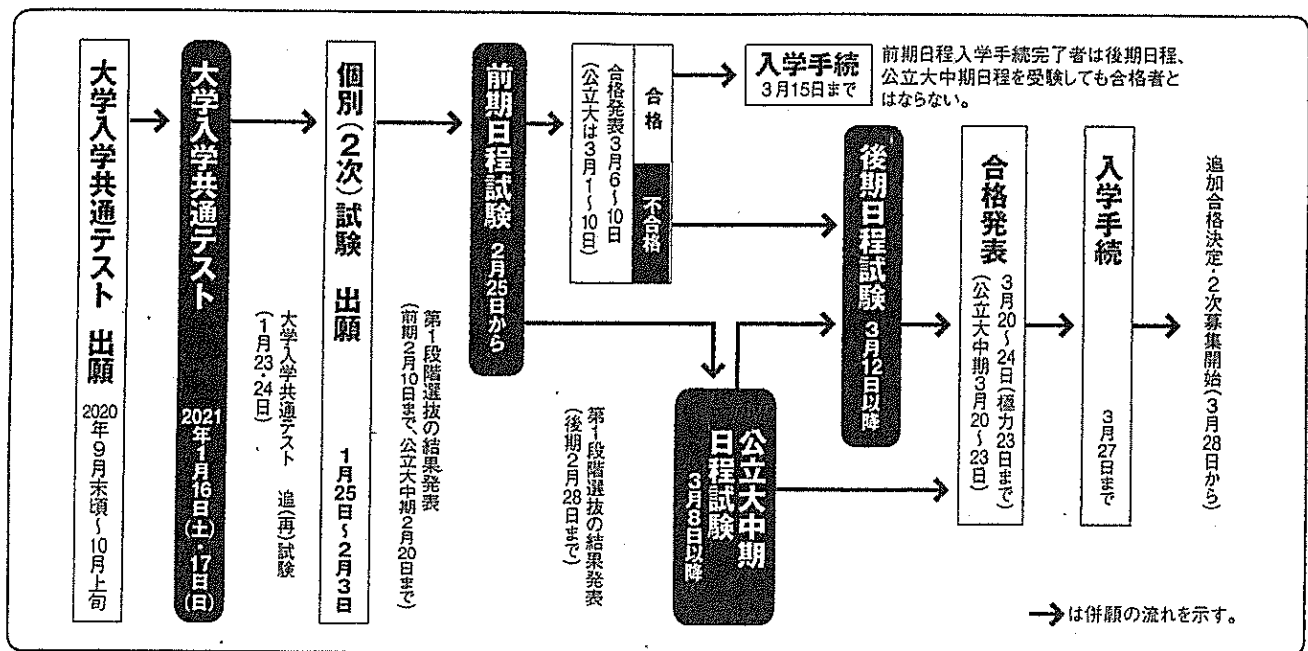 大学入学共通テスト 出願 2020年9月末頃～10月上旬
大学入学共通テスト 2021年1月16日(土)・17日(日)
大学入学共通テスト 追(再)試験
(1月23・24日)
個別(2次)試験 出願 1月25日～2月3日
第1段階選抜の結果発表
(前期2月10日まで、公立大中期2月20日まで)
前期日程試験 2月25日から
合格発表3月6～10日
(公立大は3月1～10日)
合格
不合格
入学手続
3月15日まで
前期日程入学手続完了者は後期日程、
公立大中期日程を受験しても合格者と
はならない。
第1段階選抜の結果発表
(後期2月28日まで)
公立大中期
日程試験
3月8日以降
後期日程試験 3月12日以降
合格発表
3月20～24日(極力23日まで)
(公立大中期3月20～23日)
入学手続 3月27日まで
追加合格決定・2次募集開始(3月28日から)
→は併願の流れを示す。